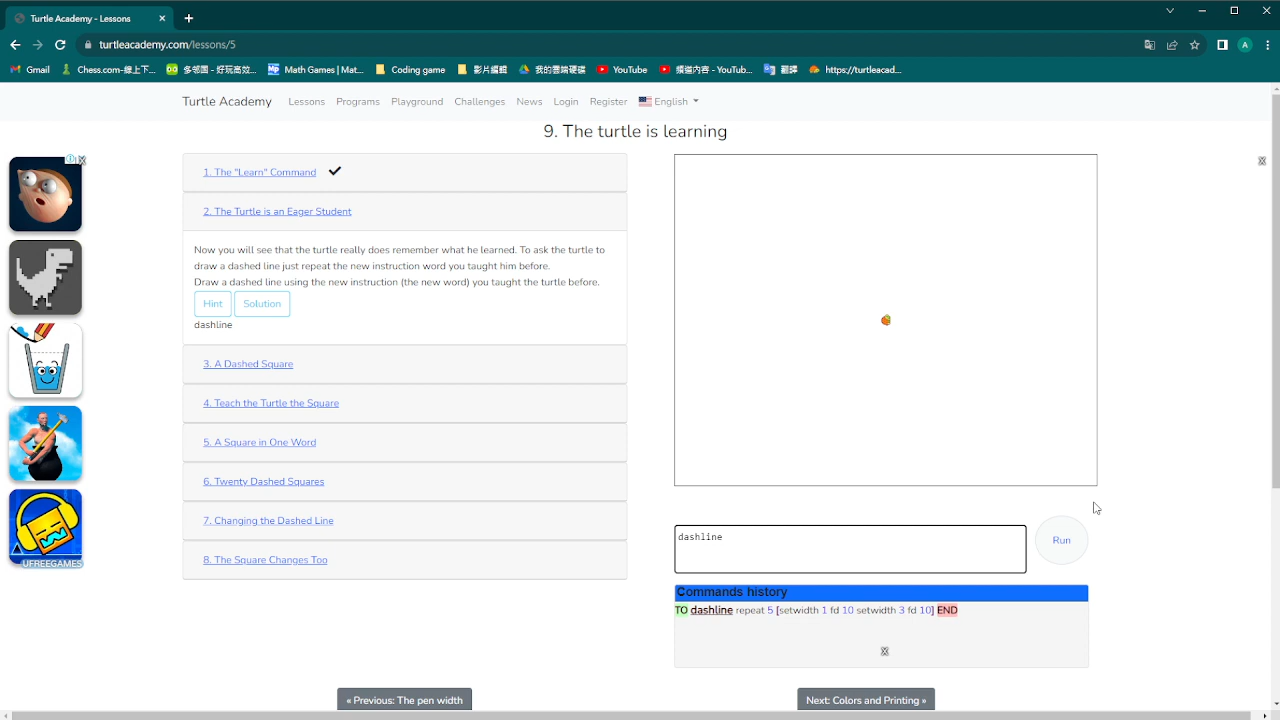 Turtle Academy - Lessons
turtleacademy.com/lessons/5
Gmail Chess.com-線上下... 多邻国 - 好玩高效... Math Games | Mat... Coding game 影片編輯 我的雲端硬碟 YouTube 頻道內容 - YouTub... 翻譯 https://turtleacad...
A
Turtle Academy Lessons Programs Playground Challenges News Login Register English
9. The turtle is learning
1. The "Learn" Command
2. The Turtle is an Eager Student
Now you will see that the turtle really does remember what he learned. To ask the turtle to
draw a dashed line just repeat the new instruction word you taught him before.
Draw a dashed line using the new instruction (the new word) you taught the turtle before.
Hint Solution
dashline
3. A Dashed Square
4. Teach the Turtle the Square
5. A Square in One Word
6. Twenty Dashed Squares
7. Changing the Dashed Line
8. The Square Changes Too
UFREEGAMES
dashline
Run
Commands history
TO dashline repeat 5 [setwidth 1 fd 10 setwidth 3 fd 10] END
X
« Previous: The pen width
Next: Colors and Printing »